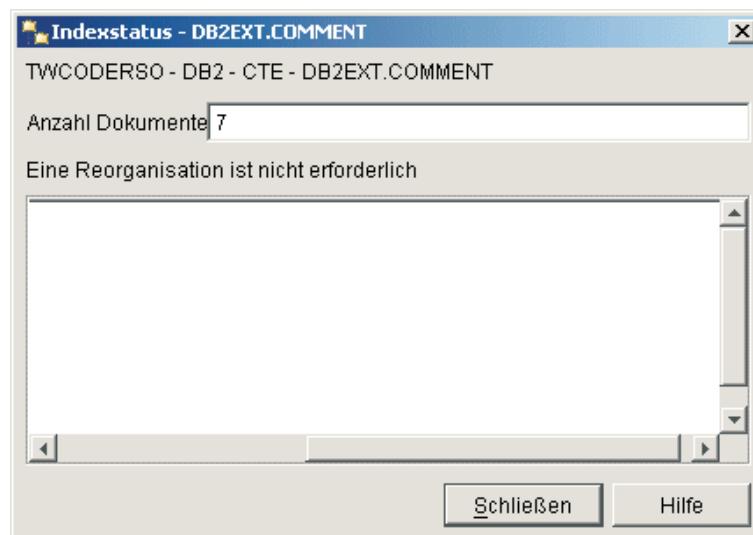 Indexstatus - DB2EXT.COMMENT
TWCODERSO - DB2 - CTE - DB2EXT.COMMENT
Anzahl Dokumente 7
Eine Reorganisation ist nicht erforderlich
Schließen Hilfe